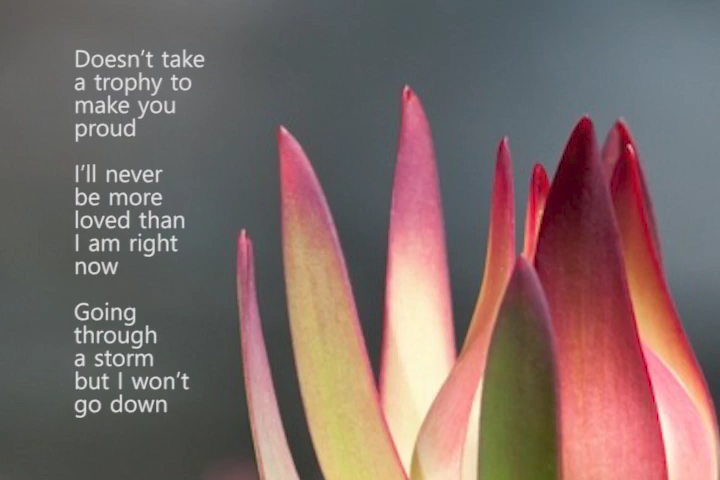 Doesn't take
a trophy to
make you
proud
I'll never
be more
loved than
I am right
now
Going
through
a storm
but I won't
go down